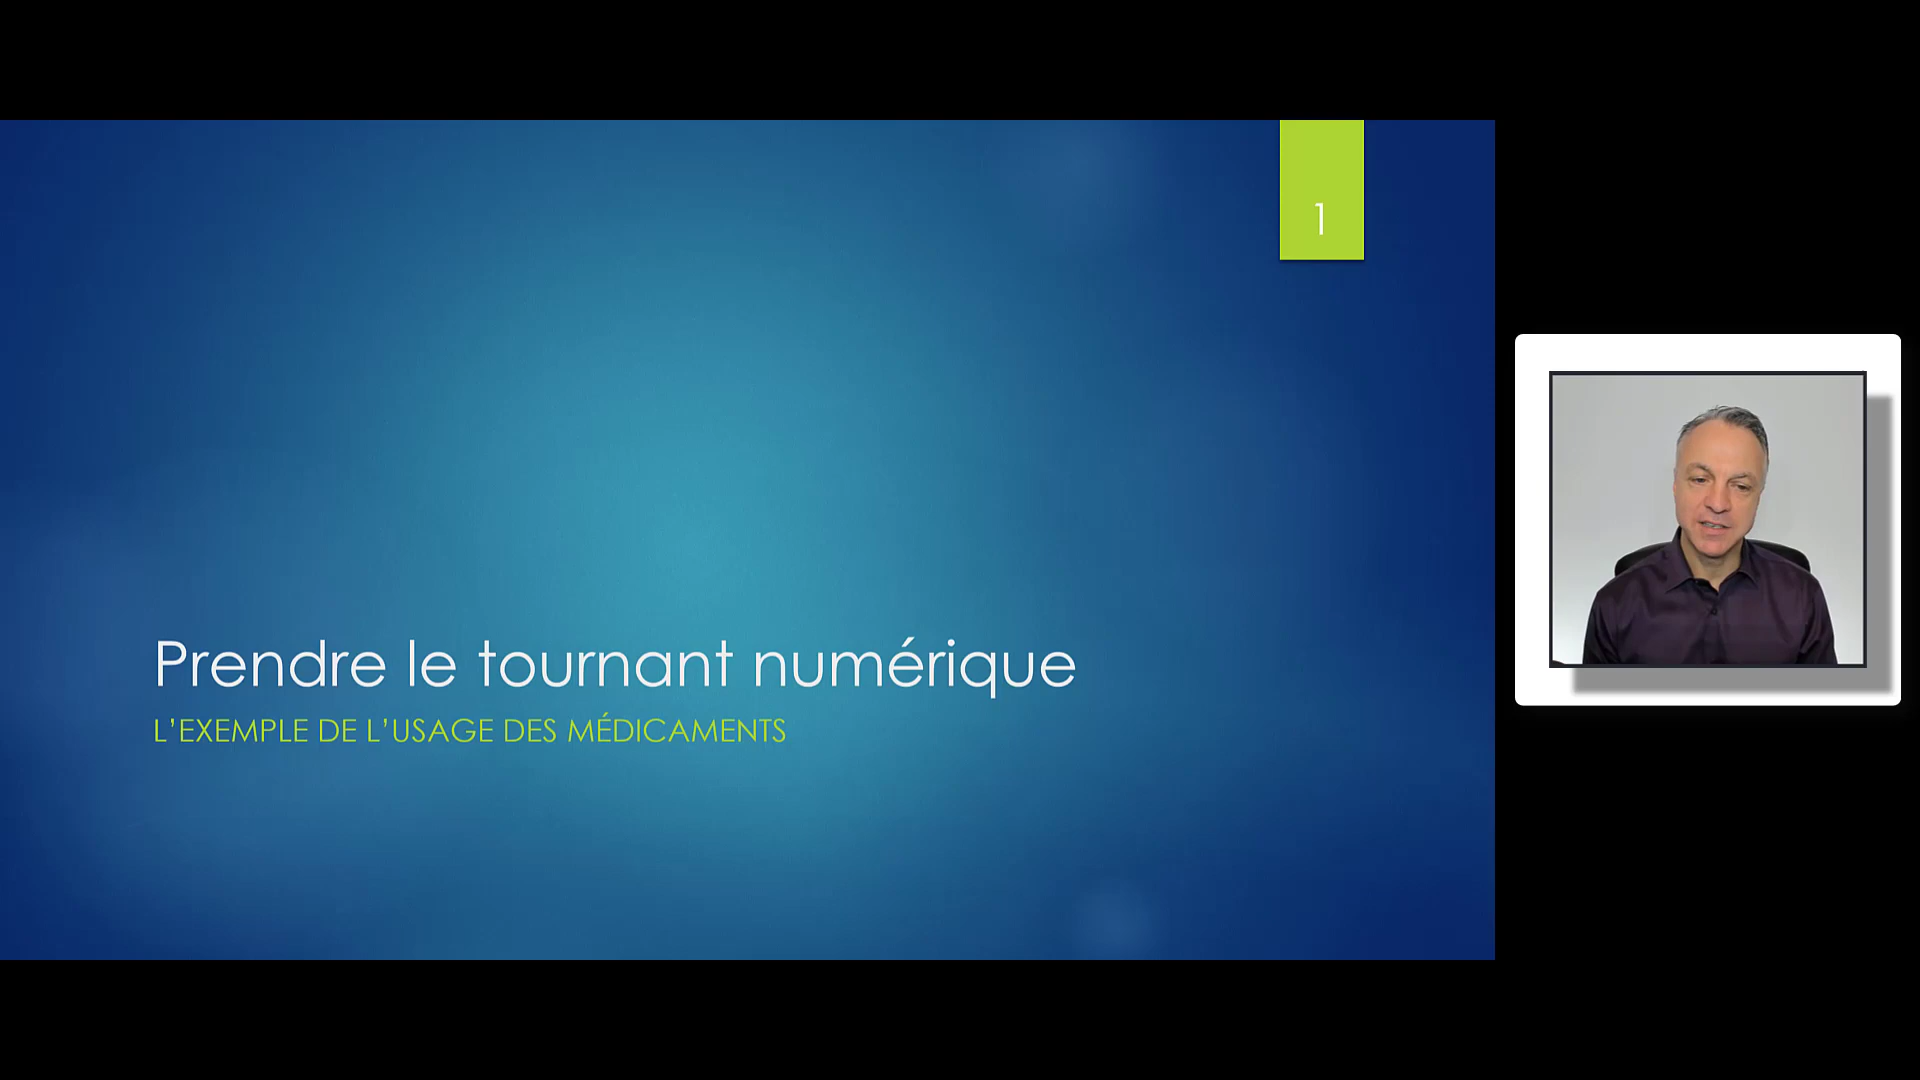 1
Prendre le tournant numérique
L’EXEMPLE DE L’USAGE DES MÉDICAMENTS